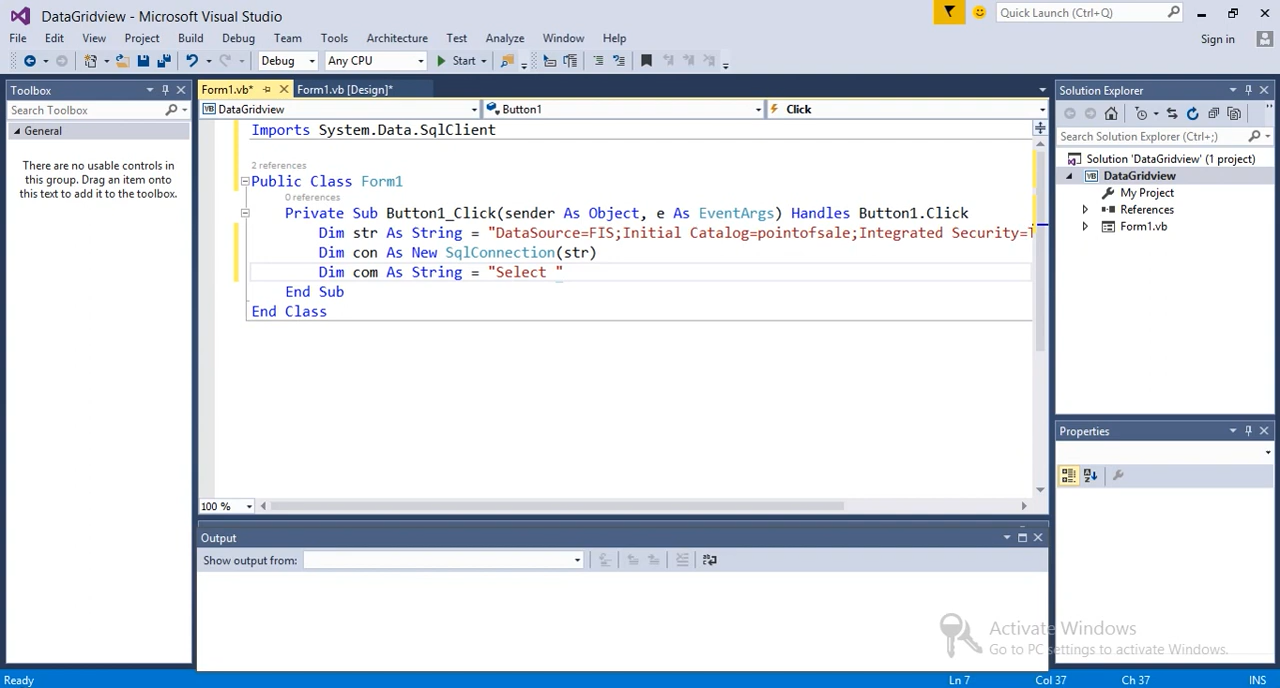 DataGridview - Microsoft Visual Studio
Quick Launch (Ctrl+Q)
File Edit View Project Build Debug Team Tools Architecture Test Analyze Window Help
Sign in
Debug Any CPU Start
Toolbox
Search Toolbox
General
There are no usable controls in
this group. Drag an item onto
this text to add it to the toolbox.
Form1.vb* Form1.vb [Design]*
DataGridview Button1 Click
Imports System.Data.SqlClient
2 references
Public Class Form1
0 references
Private Sub Button1_Click(sender As Object, e As EventArgs) Handles Button1.Click
Dim str As String = "DataSource=FIS;Initial Catalog=pointofsale;Integrated Security=
Dim con As New SqlConnection(str)
Dim com As String = "Select "
End Sub
End Class
100 %
Output
Show output from:
Solution Explorer
Search Solution Explorer (Ctrl+;)
Solution 'DataGridview' (1 project)
VB DataGridview
My Project
References
Form1.vb
Properties
Activate Windows
Go to PC settings to activate Windows.
Ready Ln 7 Col 37 Ch 37 INS